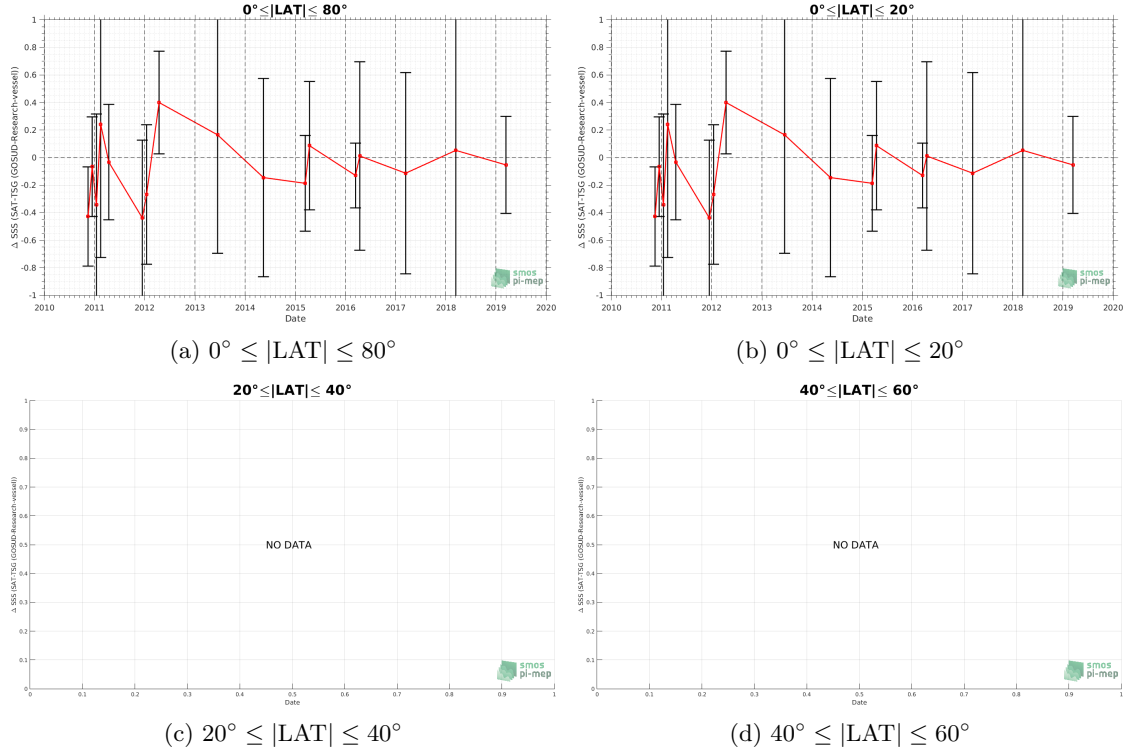 0°≤|LAT|≤ 80°
Δ SSS (SAT-TSG (GOSUD-Research-vessel))
1
0.8
0.6
0.4
0.2
0
-0.2
-0.4
-0.6
-0.8
-1
2010 2011 2012 2013 2014 2015 2016 2017 2018 2019 2020
Date
smos
pi-mep
(a) 0° ≤ |LAT| ≤ 80°
0°≤|LAT|≤ 20°
Δ SSS (SAT-TSG (GOSUD-Research-vessel))
1
0.8
0.6
0.4
0.2
0
-0.2
-0.4
-0.6
-0.8
-1
2010 2011 2012 2013 2014 2015 2016 2017 2018 2019 2020
Date
smos
pi-mep
(b) 0° ≤ |LAT| ≤ 20°
20°≤|LAT|≤ 40°
Δ SSS (SAT-TSG (GOSUD-Research-vessel))
1
0.9
0.8
0.7
0.6
0.5
0.4
0.3
0.2
0.1
0
NO DATA
0 0.1 0.2 0.3 0.4 0.5 0.6 0.7 0.8 0.9 1
Date
smos
pi-mep
(c) 20° ≤ |LAT| ≤ 40°
40°≤|LAT|≤ 60°
Δ SSS (SAT-TSG (GOSUD-Research-vessel))
1
0.9
0.8
0.7
0.6
0.5
0.4
0.3
0.2
0.1
0
NO DATA
0 0.1 0.2 0.3 0.4 0.5 0.6 0.7 0.8 0.9 1
Date
smos
pi-mep
(d) 40° ≤ |LAT| ≤ 60°